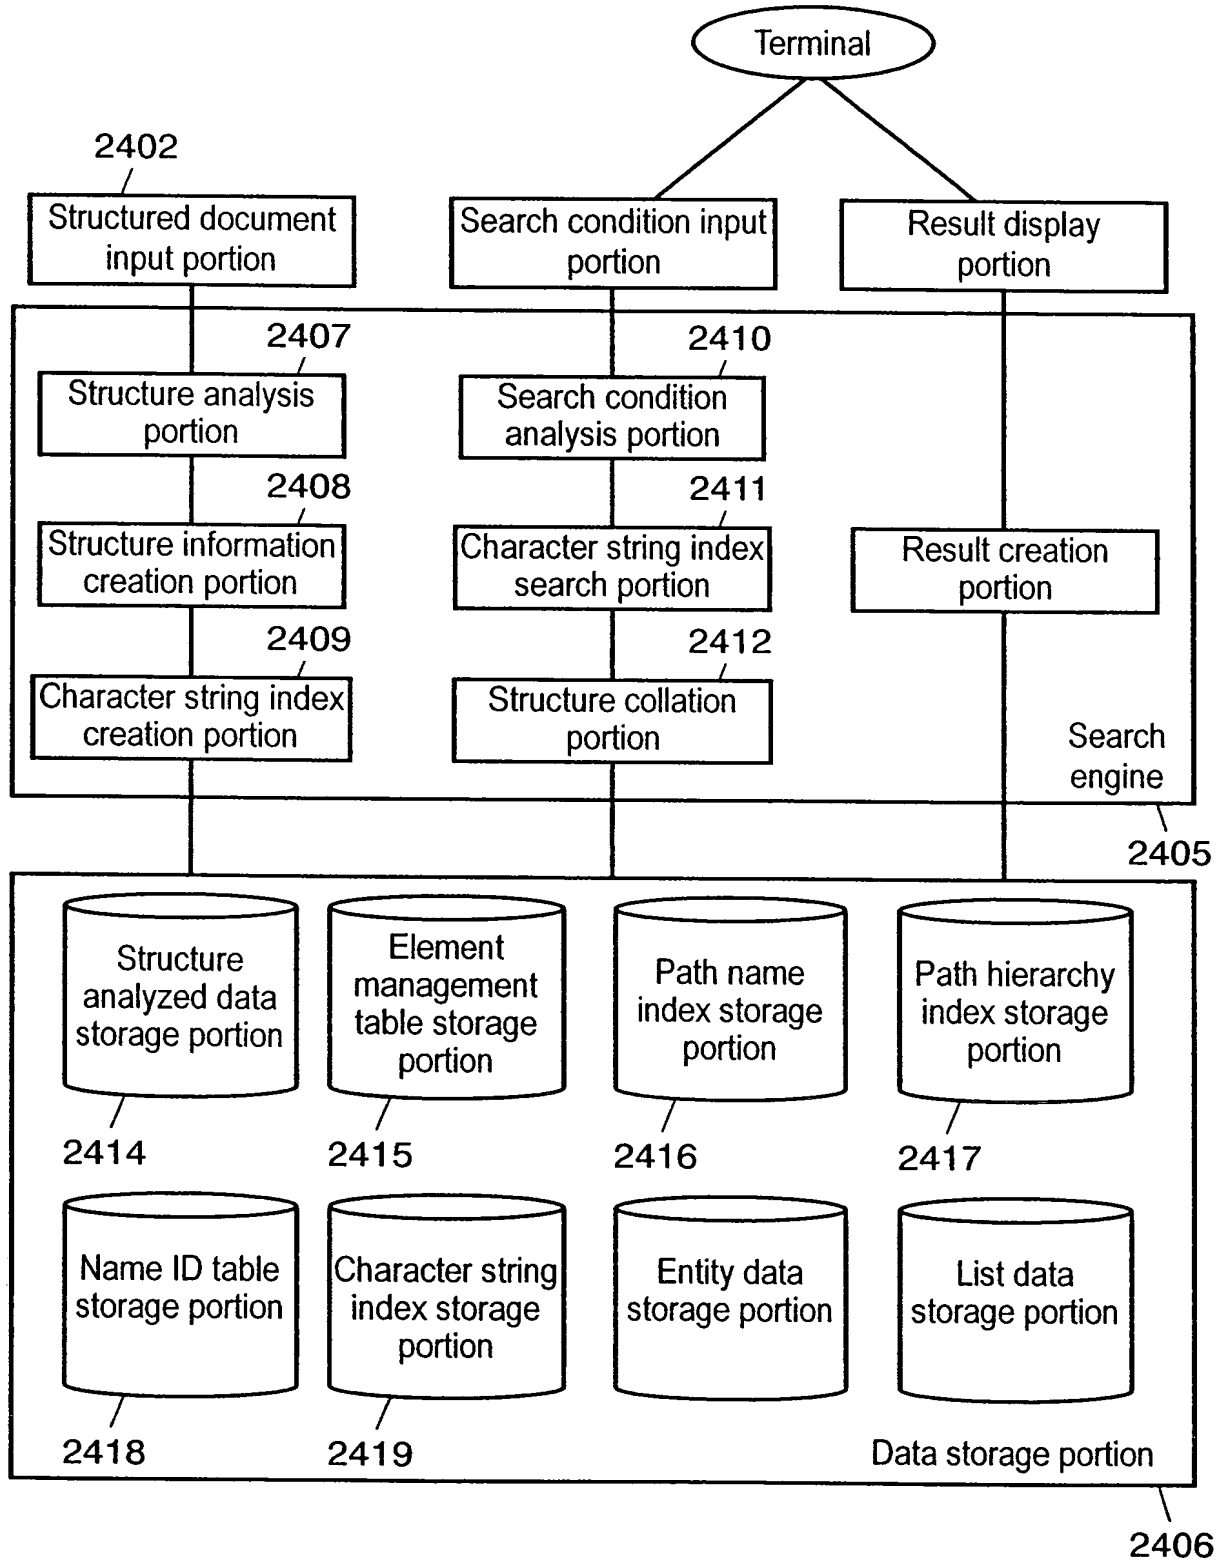 Terminal
2402
Structured document
input portion
Search condition input
portion
Result display
portion
2407
Structure analysis
portion
2410
Search condition
analysis portion
2408
Structure information
creation portion
2411
Character string index
search portion
Result creation
portion
2409
Character string index
creation portion
2412
Structure collation
portion
Search
engine
2405
Structure
analyzed data
storage portion
2414
Element
management
table storage
portion
2415
Path name
index storage
portion
2416
Path hierarchy
index storage
portion
2417
Name ID table
storage portion
2418
Character string
index storage
portion
2419
Entity data
storage portion
List data
storage portion
Data storage portion
2406